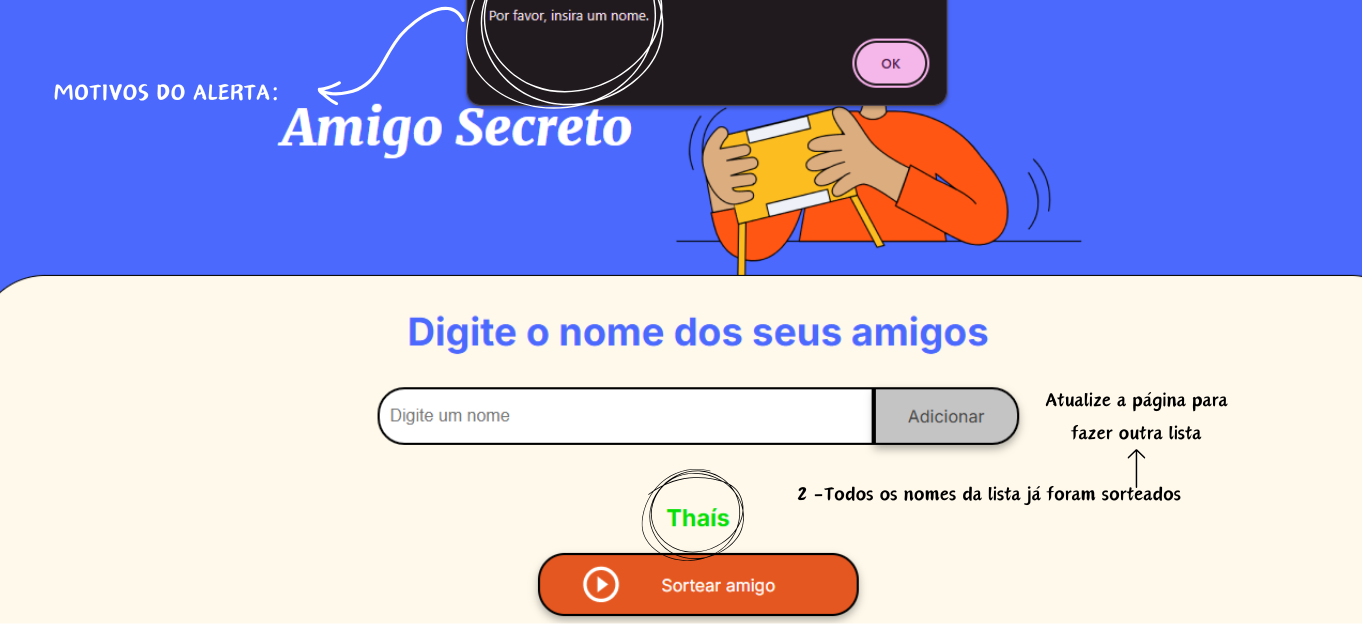 Por favor, insira um nome.
OK
MOTIVOS DO ALERTA:
Amigo Secreto
Digite o nome dos seus amigos
Digite um nome
Adicionar
Atualize a página para
fazer outra lista
2 -Todos os nomes da lista já foram sorteados
Thaís
Sortear amigo